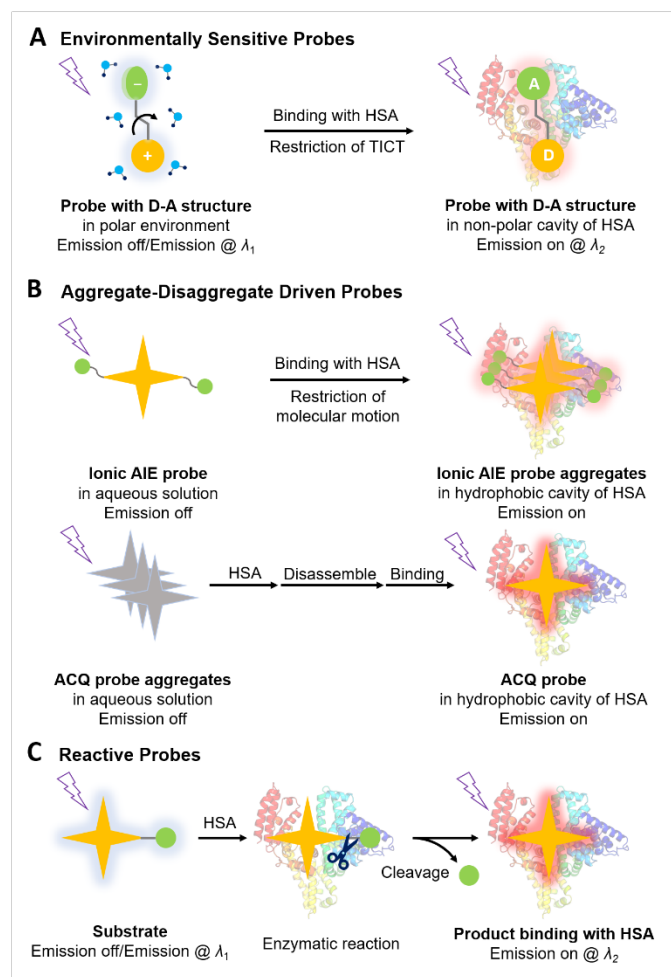 A Environmentally Sensitive Probes
−
+
Binding with HSA
Restriction of TICT
A
D
Probe with D-A structure
in polar environment
Emission off/Emission @ λ1
Probe with D-A structure
in non-polar cavity of HSA
Emission on @ λ2
B Aggregate-Disaggregate Driven Probes
Binding with HSA
Restriction of
molecular motion
Ionic AIE probe
in aqueous solution
Emission off
Ionic AIE probe aggregates
in hydrophobic cavity of HSA
Emission on
HSA
Disassemble
Binding
ACQ probe aggregates
in aqueous solution
Emission off
ACQ probe
in hydrophobic cavity of HSA
Emission on
C Reactive Probes
HSA
Cleavage
Substrate
Emission off/Emission @ λ1
Enzymatic reaction
Product binding with HSA
Emission on @ λ2